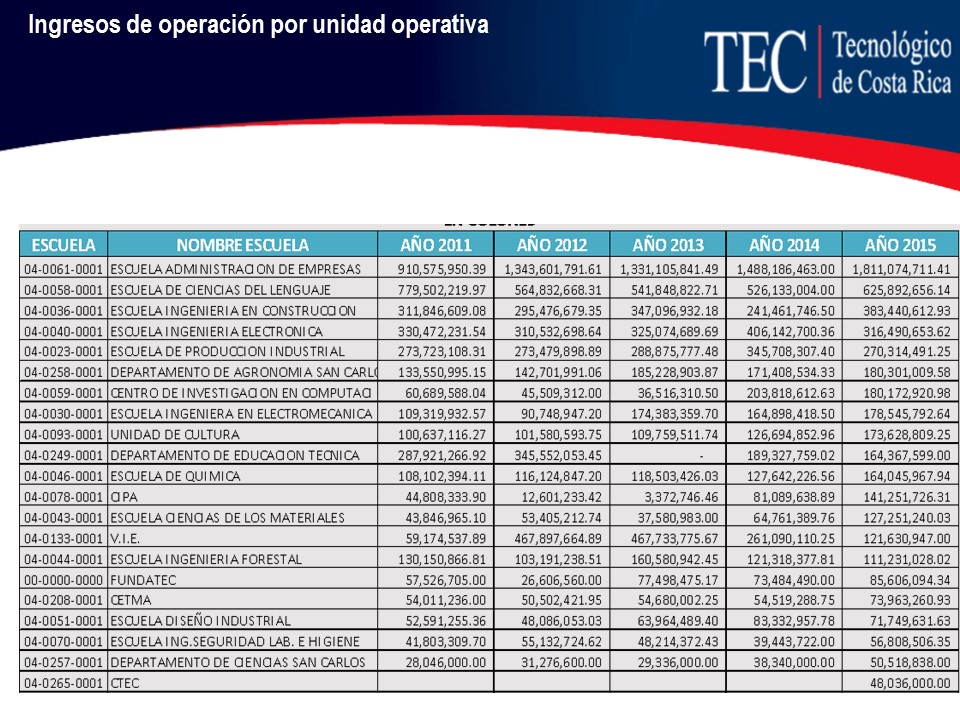 Ingresos de operación por unidad operativa
TEC | Tecnológico
de Costa Rica
ESCUELA NOMBRE ESCUELA AÑO 2011 AÑO 2012 AÑO 2013 AÑO 2014 AÑO 2015
04-0061-0001 ESCUELA ADMINISTRACION DE EMPRESAS 910,575,950.39 1,343,601,791.61 1,331,105,841.49 1,488,186,463.00 1,811,074,711.41
04-0058-0001 ESCUELA DE CIENCIAS DEL LENGUAJE 779,502,219.97 564,832,668.31 541,848,822.71 526,133,004.00 625,892,656.14
04-0036-0001 ESCUELA INGENIERIA EN CONSTRUCCION 311,846,609.08 295,476,679.35 347,096,932.18 241,461,746.50 383,440,612.93
04-0040-0001 ESCUELA INGENIERIA ELECTRONICA 330,472,231.54 310,532,698.64 325,074,689.69 406,142,700.36 316,490,653.62
04-0023-0001 ESCUELA DE PRODUCCION INDUSTRIAL 273,723,108.31 273,479,898.89 288,875,777.48 345,708,307.40 270,314,491.25
04-0258-0001 DEPARTAMENTO DE AGRONOMIA SAN CARLO 133,550,995.15 142,701,991.06 185,228,903.87 171,408,534.33 180,301,009.58
04-0059-0001 CENTRO DE INVESTIGACION EN COMPUTACI 60,689,588.04 45,509,312.00 36,516,310.50 203,818,612.63 180,172,920.98
04-0030-0001 ESCUELA INGENIERA EN ELECTROMECANICA 109,319,932.57 90,748,947.20 174,383,359.70 164,898,418.50 178,545,792.64
04-0093-0001 UNIDAD DE CULTURA 100,637,116.27 101,580,593.75 109,759,511.74 126,694,852.96 173,628,809.25
04-0249-0001 DEPARTAMENTO DE EDUCACION TECNICA 287,921,266.92 345,552,053.45 - 189,327,759.02 164,367,599.00
04-0046-0001 ESCUELA DE QUIMICA 108,102,394.11 116,124,847.20 118,503,426.03 127,642,226.56 164,045,967.94
04-0078-0001 CIPA 44,808,333.90 12,601,233.42 3,372,746.46 81,089,638.89 141,251,726.31
04-0043-0001 ESCUELA CIENCIAS DE LOS MATERIALES 43,846,965.10 53,405,212.74 37,580,983.00 64,761,389.76 127,251,240.03
04-0133-0001 V.I.E. 59,174,537.89 467,897,664.89 467,733,775.67 261,090,110.25 121,630,947.00
04-0044-0001 ESCUELA INGENIERIA FORESTAL 130,150,866.81 103,191,238.51 160,580,942.45 121,318,377.81 111,231,028.02
00-0000-0000 FUNDATEC 57,526,705.00 26,606,560.00 77,498,475.17 73,484,490.00 85,606,094.34
04-0208-0001 CETMA 54,011,236.00 50,502,421.95 54,680,002.25 54,519,288.75 73,963,260.93
04-0051-0001 ESCUELA DISEÑO INDUSTRIAL 52,591,255.36 48,086,053.03 63,964,489.40 83,332,957.78 71,749,631.63
04-0070-0001 ESCUELA ING.SEGURIDAD LAB. E HIGIENE 41,803,309.70 55,132,724.62 48,214,372.43 39,443,722.00 56,808,506.35
04-0257-0001 DEPARTAMENTO DE CIENCIAS SAN CARLOS 28,046,000.00 31,276,600.00 29,336,000.00 38,340,000.00 50,518,838.00
04-0265-0001 CTEC 48,036,000.00